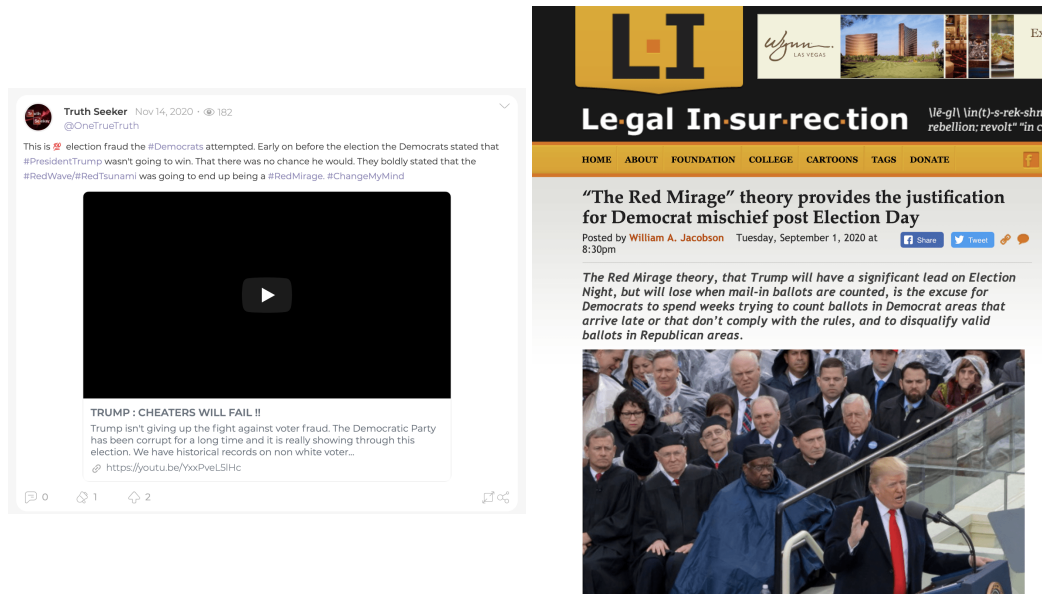 Truth Seeker Nov 14, 2020 · 182
@OneTrueTruth
This is 💯 election fraud the #Democrats attempted. Early on before the election the Democrats stated that
#PresidentTrump wasn't going to win. That there was no chance he would. They boldly stated that the
#RedWave/#RedTsunami was going to end up being a #RedMirage. #ChangeMyMind
TRUMP : CHEATERS WILL FAIL !!
Trump isn't giving up the fight against voter fraud. The Democratic Party
has been corrupt for a long time and it is really showing through this
election. We have historical records on non white voter...
https://youtu.be/YxxPveL5lHc
0 1 2
LI
Wynn
LAS VEGAS
Ex
Le·gal In·sur·rec·tion
\lē-gl\ \in(t)-s-rek-shn
rebellion; revolt" "in c
HOME ABOUT FOUNDATION COLLEGE CARTOONS TAGS DONATE
“The Red Mirage” theory provides the justification
for Democrat mischief post Election Day
Posted by William A. Jacobson Tuesday, September 1, 2020 at
8:30pm
Share Tweet
The Red Mirage theory, that Trump will have a significant lead on Election
Night, but will lose when mail-in ballots are counted, is the excuse for
Democrats to spend weeks trying to count ballots in Democrat areas that
arrive late or that don’t comply with the rules, and to disqualify valid
ballots in Republican areas.